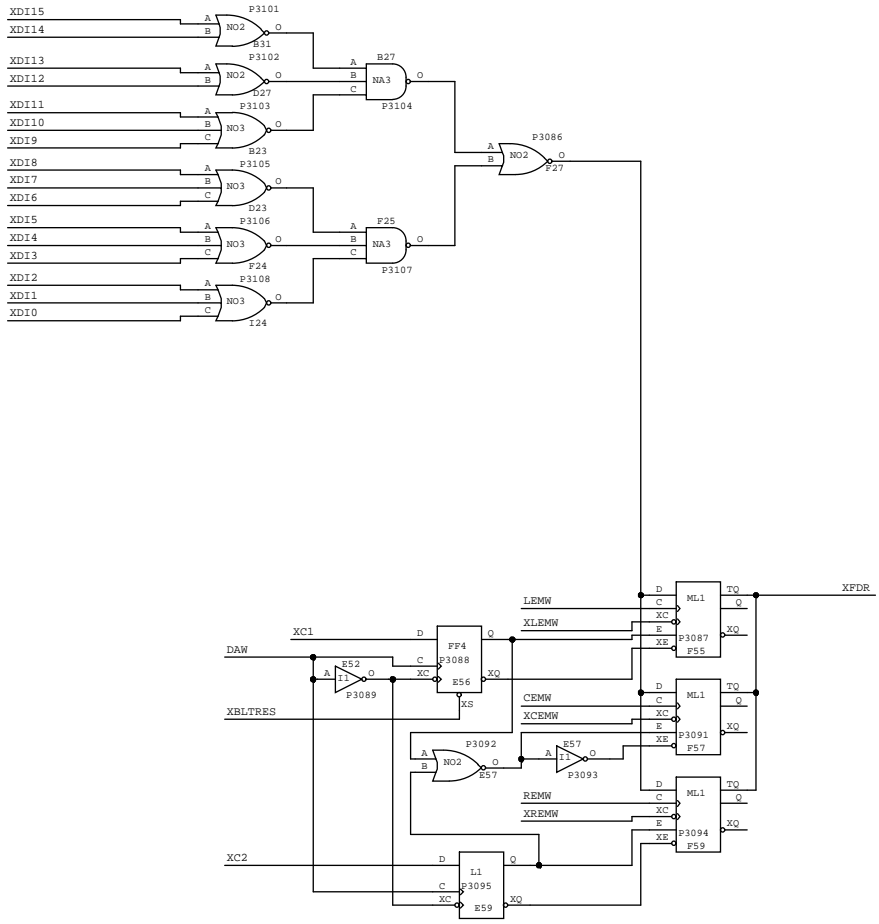 P3101
XDI15
A
NO2
O
XDI14
B
B31
P3102
XDI13
A
NO2
O
XDI12
B
D27
B27
A
B
NA3
O
C
P3104
P3103
XDI11
A
XDI10
B
NO3
O
XDI9
C
B23
P3086
A
NO2
O
B
F27
P3105
XDI8
A
XDI7
B
NO3
O
XDI6
C
D23
P3106
XDI5
A
XDI4
B
NO3
O
XDI3
C
F24
F25
A
B
NA3
O
C
P3107
P3108
XDI2
A
XDI1
B
NO3
O
XDI0
C
I24
XFDR
D
TQ
LEMW
C
ML1
Q
XLEMW
XC
E
P3087
XQ
XE
F55
XC1
D
Q
FF4
DAW
C
P3088
E52
A
I1
O
XC
XQ
P3089
E56
XS
XBLTRES
D
TQ
CEMW
C
ML1
Q
XCEMW
XC
E
P3091
XQ
XE
F57
P3092
A
NO2
O
B
E57
E57
A
I1
O
P3093
D
TQ
REMW
C
ML1
Q
XREMW
XC
E
P3094
XQ
XE
F59
XC2
D
Q
L1
P3095
C
XC
E59
XQ